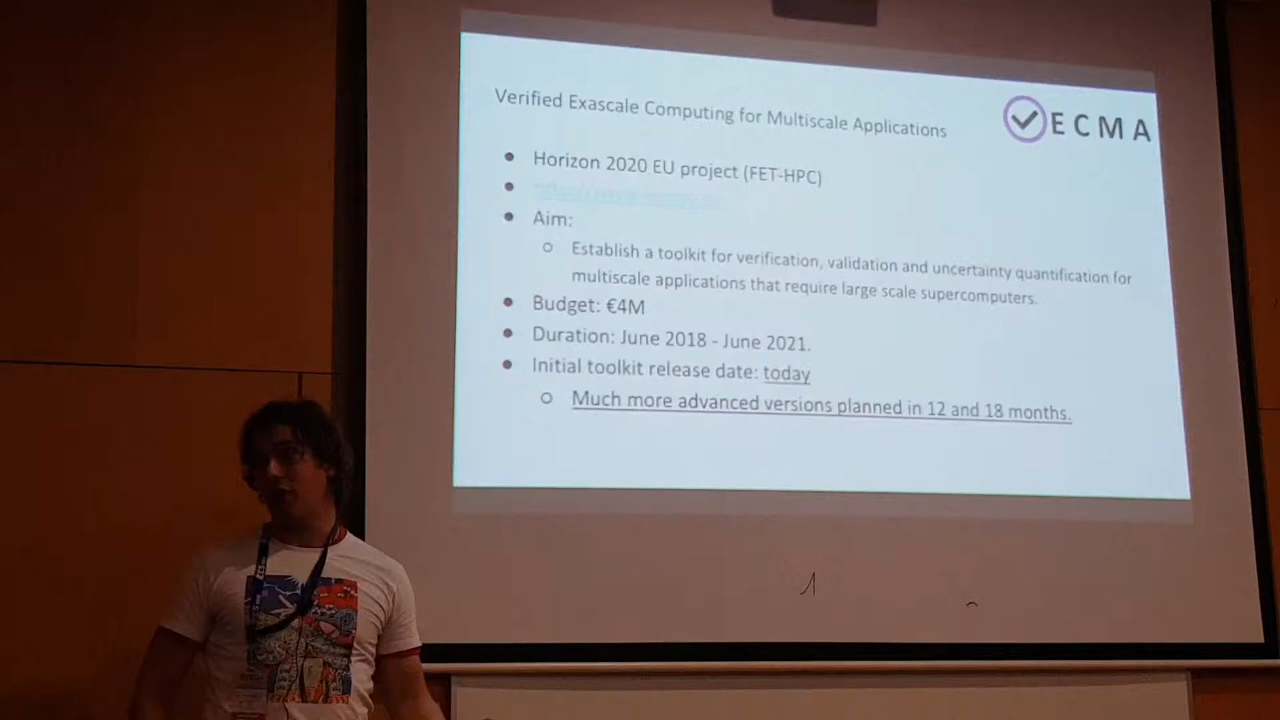 Verified Exascale Computing for Multiscale Applications
ECMA
Horizon 2020 EU project (FET-HPC)
Aim:
Establish a toolkit for verification, validation and uncertainty quantification for
multiscale applications that require large scale supercomputers.
Budget: €4M
Duration: June 2018 - June 2021.
Initial toolkit release date: today
Much more advanced versions planned in 12 and 18 months.